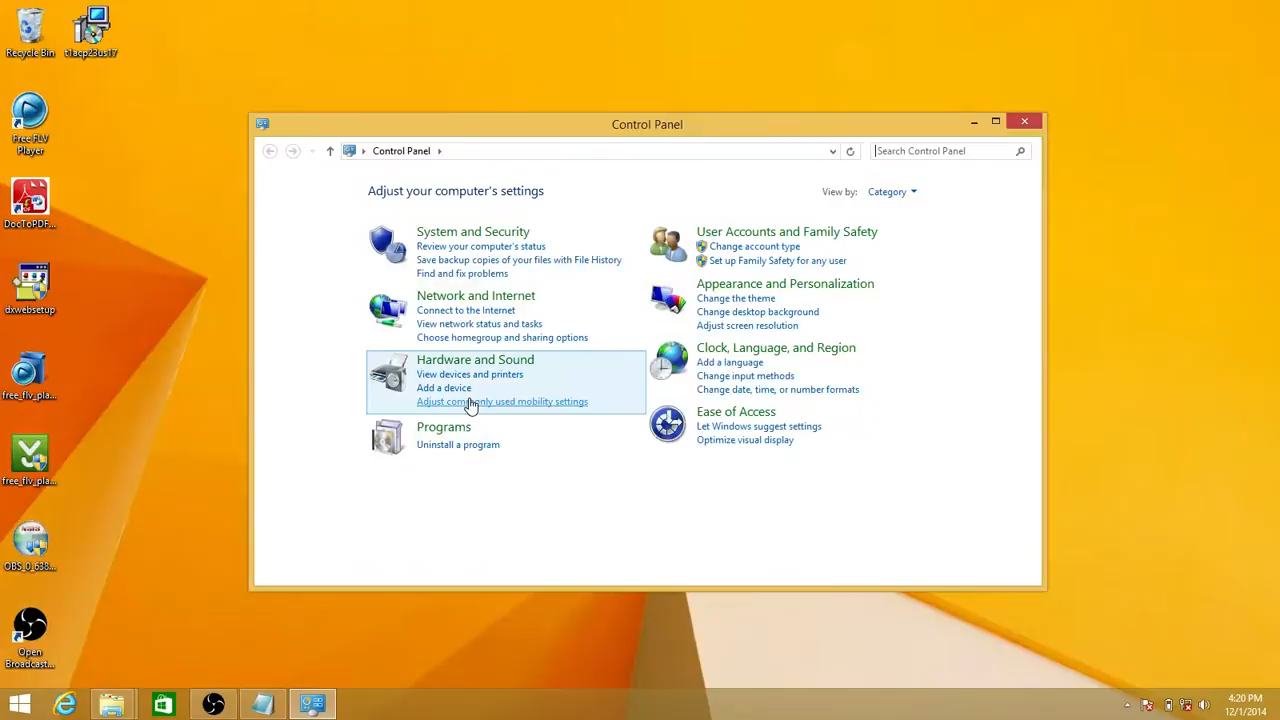 Recycle Bin
t1acp23us17
Free FLV
Player
DocToPDF...
dxwebsetup
free_flv_pla...
free_flv_pla...
OBS_0_638...
Open
Broadcast...
Control Panel
Control Panel
Search Control Panel
Adjust your computer's settings
View by: Category
System and Security
Review your computer's status
Save backup copies of your files with File History
Find and fix problems
Network and Internet
Connect to the Internet
View network status and tasks
Choose homegroup and sharing options
Hardware and Sound
View devices and printers
Add a device
Adjust commonly used mobility settings
Programs
Uninstall a program
User Accounts and Family Safety
Change account type
Set up Family Safety for any user
Appearance and Personalization
Change the theme
Change desktop background
Adjust screen resolution
Clock, Language, and Region
Add a language
Change input methods
Change date, time, or number formats
Ease of Access
Let Windows suggest settings
Optimize visual display
4:20 PM
12/1/2014